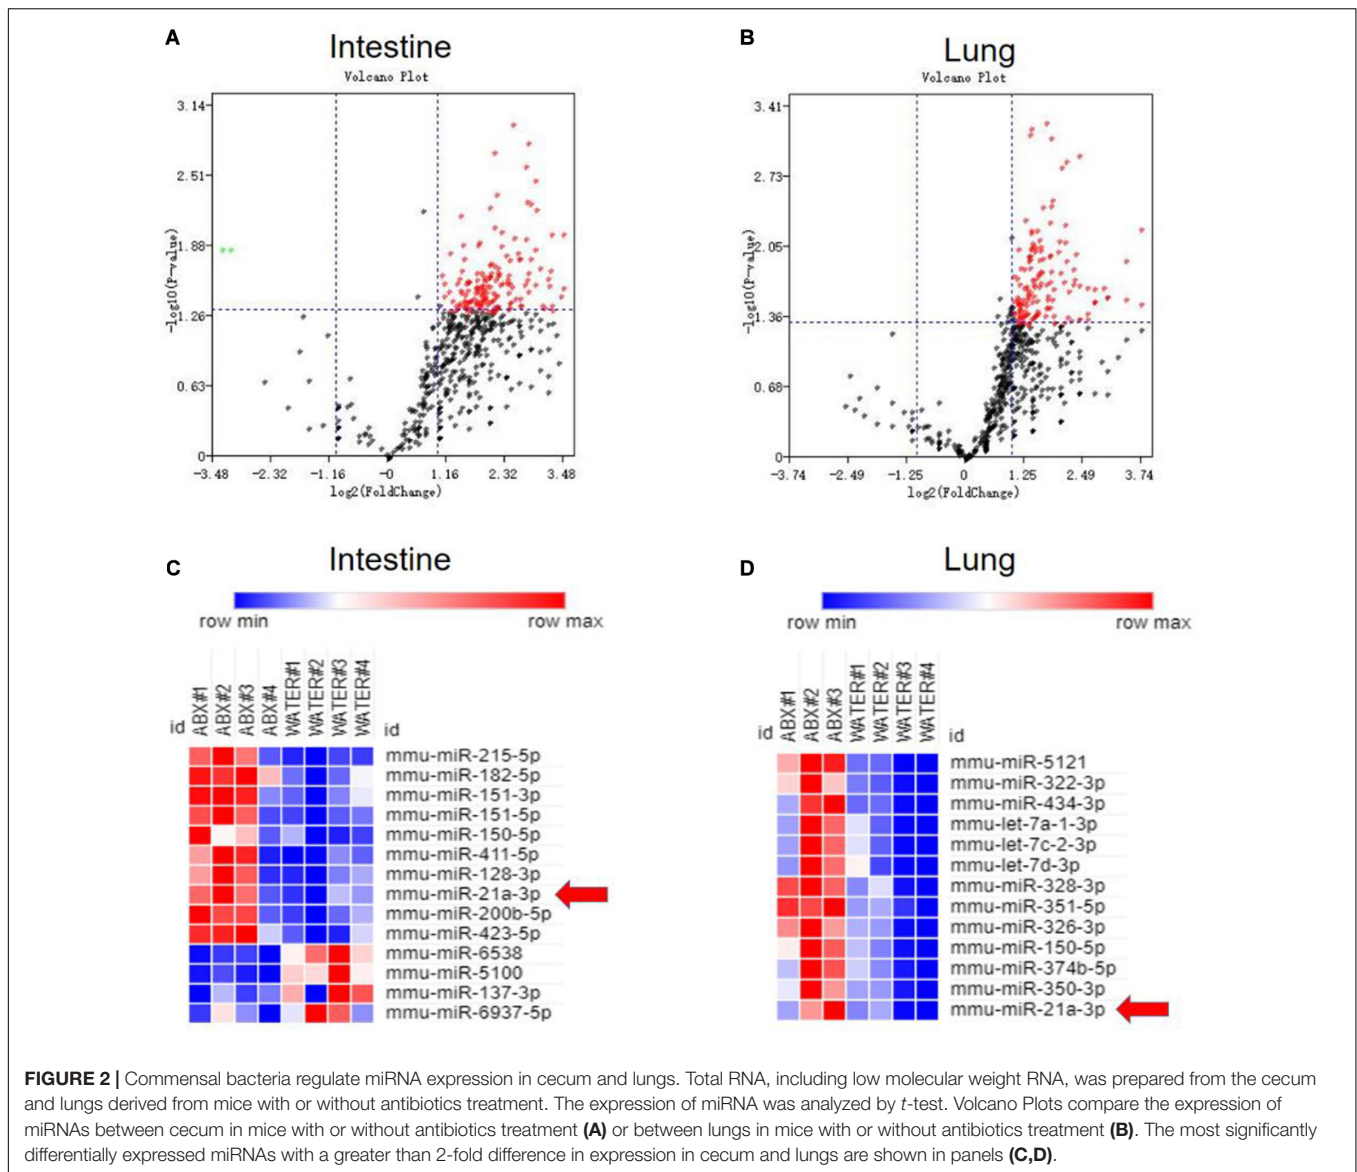 A
Intestine
Volcano Plot
3.14
2.51
1.88
1.26
0.63
0
-log10(P-value)
-3.48 -2.32 -1.16 -0 1.16 2.32 3.48
log2(FoldChange)
B
Lung
Volcano Plot
3.41
2.73
2.05
1.36
0.68
0
-log10(P-value)
-3.74 -2.49 -1.25 0 1.25 2.49 3.74
log2(FoldChange)
C
Intestine
row min row max
id ABX#1 ABX#2 ABX#3 ABX#4 WATER#1 WATER#2 WATER#3 WATER#4 id
mmu-miR-215-5p
mmu-miR-182-5p
mmu-miR-151-3p
mmu-miR-151-5p
mmu-miR-150-5p
mmu-miR-411-5p
mmu-miR-128-3p
mmu-miR-21a-3p
mmu-miR-200b-5p
mmu-miR-423-5p
mmu-miR-6538
mmu-miR-5100
mmu-miR-137-3p
mmu-miR-6937-5p
D
Lung
row min row max
id ABX#1 ABX#2 ABX#3 WATER#1 WATER#2 WATER#3 WATER#4 id
mmu-miR-5121
mmu-miR-322-3p
mmu-miR-434-3p
mmu-let-7a-1-3p
mmu-let-7c-2-3p
mmu-let-7d-3p
mmu-miR-328-3p
mmu-miR-351-5p
mmu-miR-326-3p
mmu-miR-150-5p
mmu-miR-374b-5p
mmu-miR-350-3p
mmu-miR-21a-3p
FIGURE 2 | Commensal bacteria regulate miRNA expression in cecum and lungs. Total RNA, including low molecular weight RNA, was prepared from the cecum
and lungs derived from mice with or without antibiotics treatment. The expression of miRNA was analyzed by t-test. Volcano Plots compare the expression of
miRNAs between cecum in mice with or without antibiotics treatment (A) or between lungs in mice with or without antibiotics treatment (B). The most significantly
differentially expressed miRNAs with a greater than 2-fold difference in expression in cecum and lungs are shown in panels (C,D).